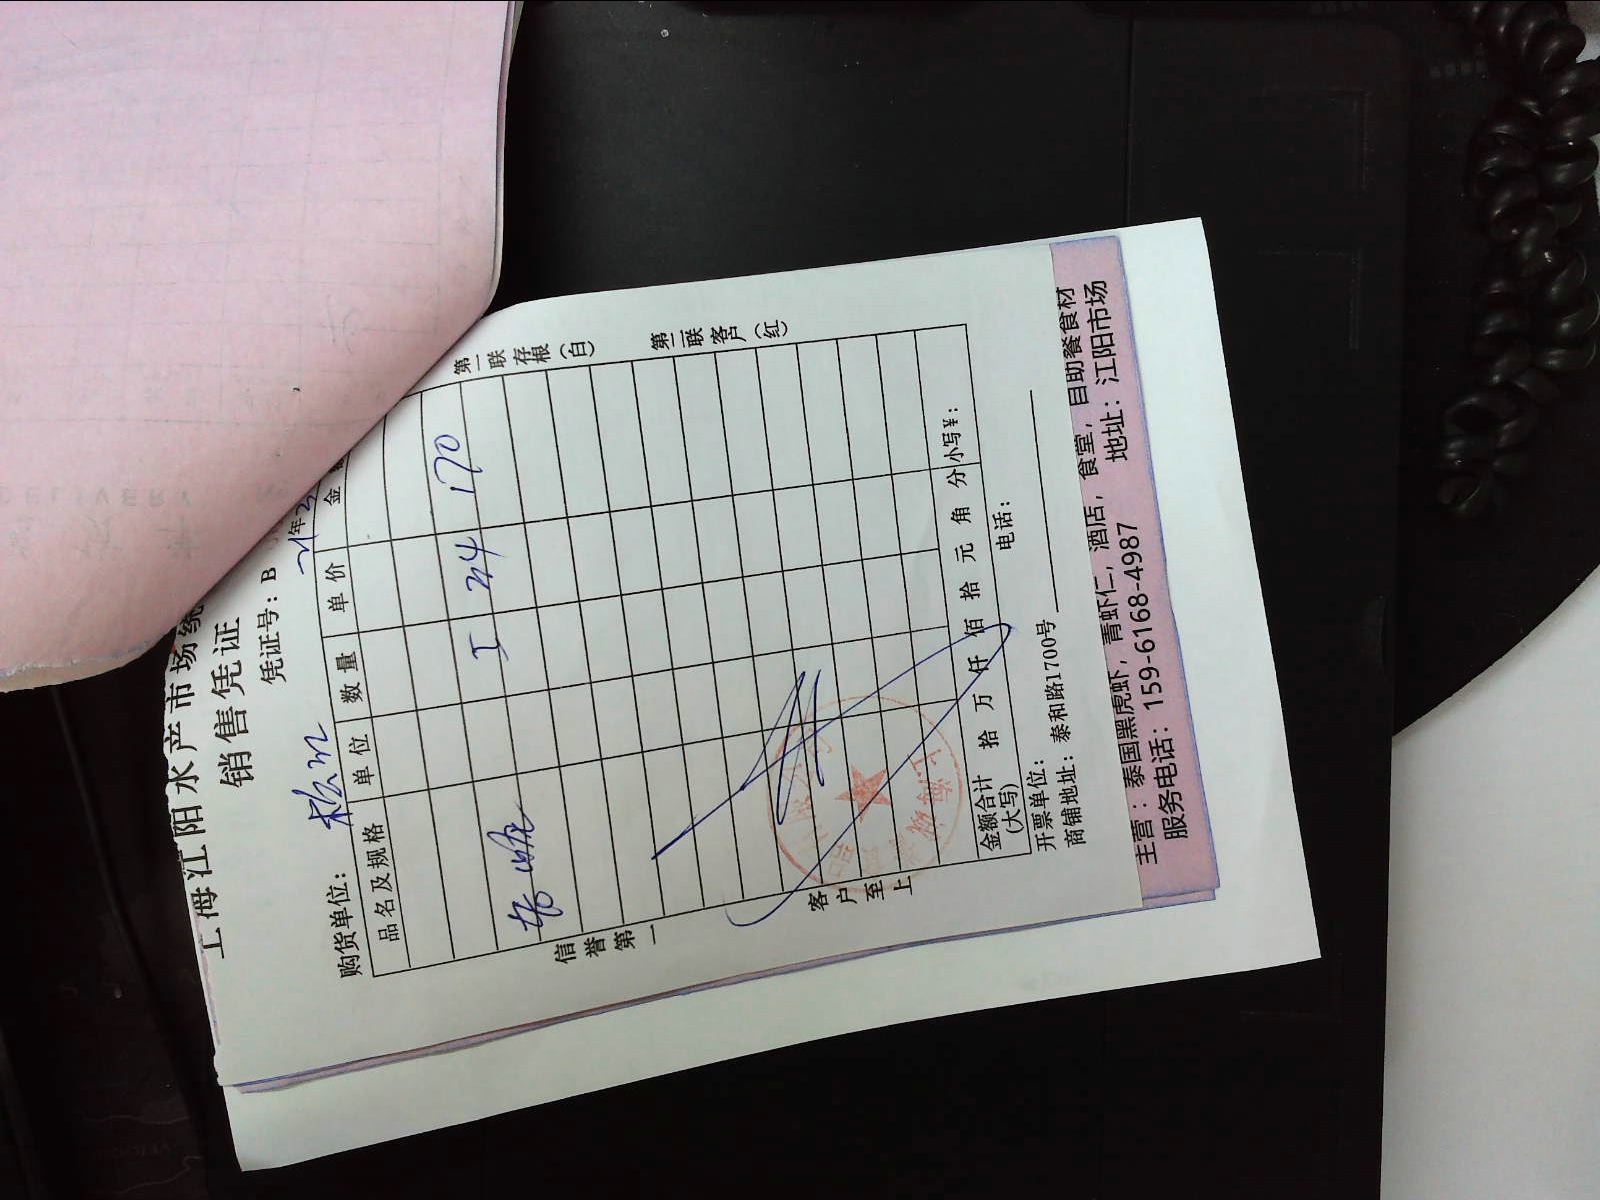 上海江阳水产市场统
销售凭证
凭证号：B
购货单位：
21年
品名及规格 单位 数量 单价 金
I 34 170
第一联存根（白）
第二联客户（红）
信誉第一
客户至上
金额合计（大写） 拾 万 仟 佰 拾 元 角 分 小写¥：
开票单位： 电话：
商铺地址：泰和路1700号
主营：泰国黑虎虾，青虾仁，酒店，食堂，自助餐食材
服务电话：159-6168-4987 地址：江阳市场